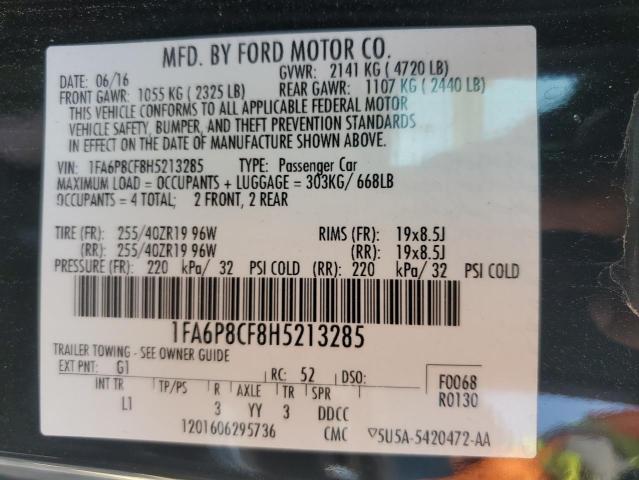 MFD. BY FORD MOTOR CO.
DATE: 06/16 GVWR: 2141 KG ( 4720 LB)
FRONT GAWR: 1055 KG ( 2325 LB) REAR GAWR: 1107 KG ( 2440 LB)
THIS VEHICLE CONFORMS TO ALL APPLICABLE FEDERAL MOTOR
VEHICLE SAFETY, BUMPER, AND THEFT PREVENTION STANDARDS
IN EFFECT ON THE DATE OF MANUFACTURE SHOWN ABOVE.
VIN: 1FA6P8CF8H5213285 TYPE: Passenger Car
MAXIMUM LOAD = OCCUPANTS + LUGGAGE = 303KG/ 668LB
OCCUPANTS = 4 TOTAL; 2 FRONT, 2 REAR
TIRE (FR): 255/40ZR19 96W RIMS (FR): 19x8.5J
(RR): 255/40ZR19 96W (RR): 19x8.5J
PRESSURE (FR): 220 kPa/ 32 PSI COLD (RR): 220 kPa/ 32 PSI COLD
1FA6P8CF8H5213285
TRAILER TOWING - SEE OWNER GUIDE
EXT PNT: G1 RC: 52 DSO: F0068
INT TR TP/PS R AXLE TR SPR R0130
L1 3 YY 3 DDCC
1201606295736 CMC ▽5U5A-5420472-AA